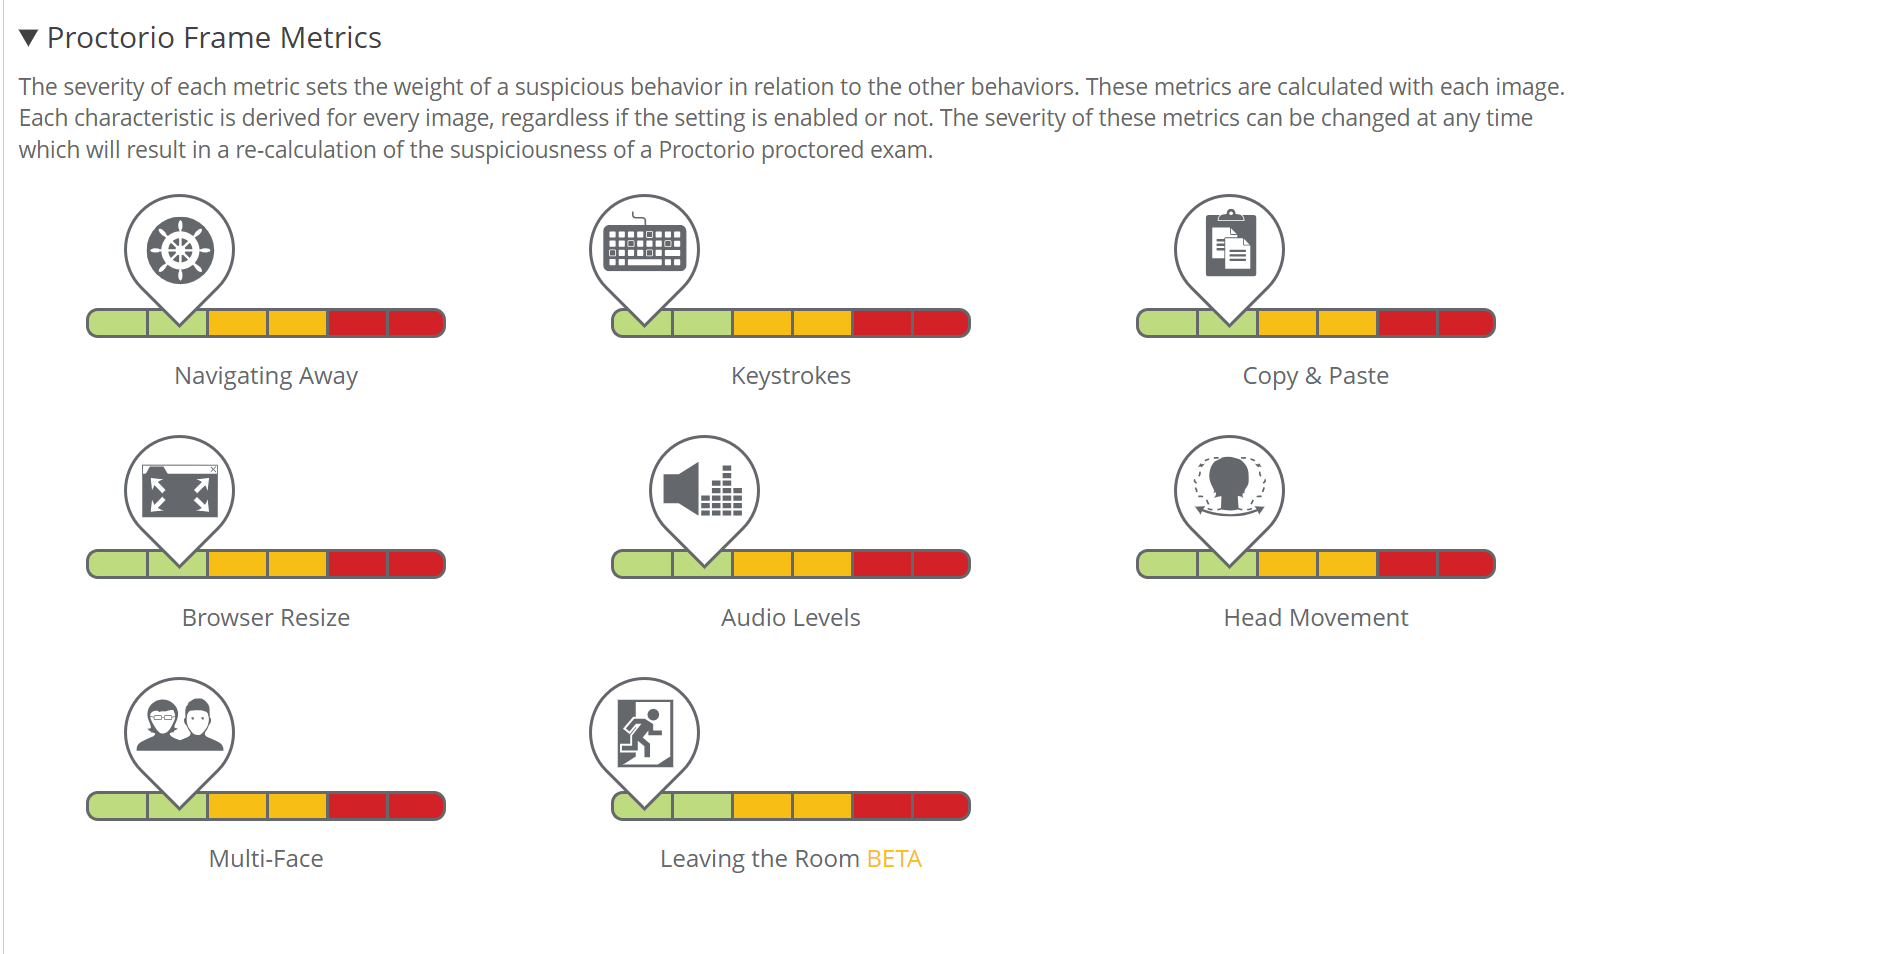 Proctorio Frame Metrics
The severity of each metric sets the weight of a suspicious behavior in relation to the other behaviors. These metrics are calculated with each image.
Each characteristic is derived for every image, regardless if the setting is enabled or not. The severity of these metrics can be changed at any time
which will result in a re-calculation of the suspiciousness of a Proctorio proctored exam.
Navigating Away
Keystrokes
Copy & Paste
Browser Resize
Audio Levels
Head Movement
Multi-Face
Leaving the Room BETA